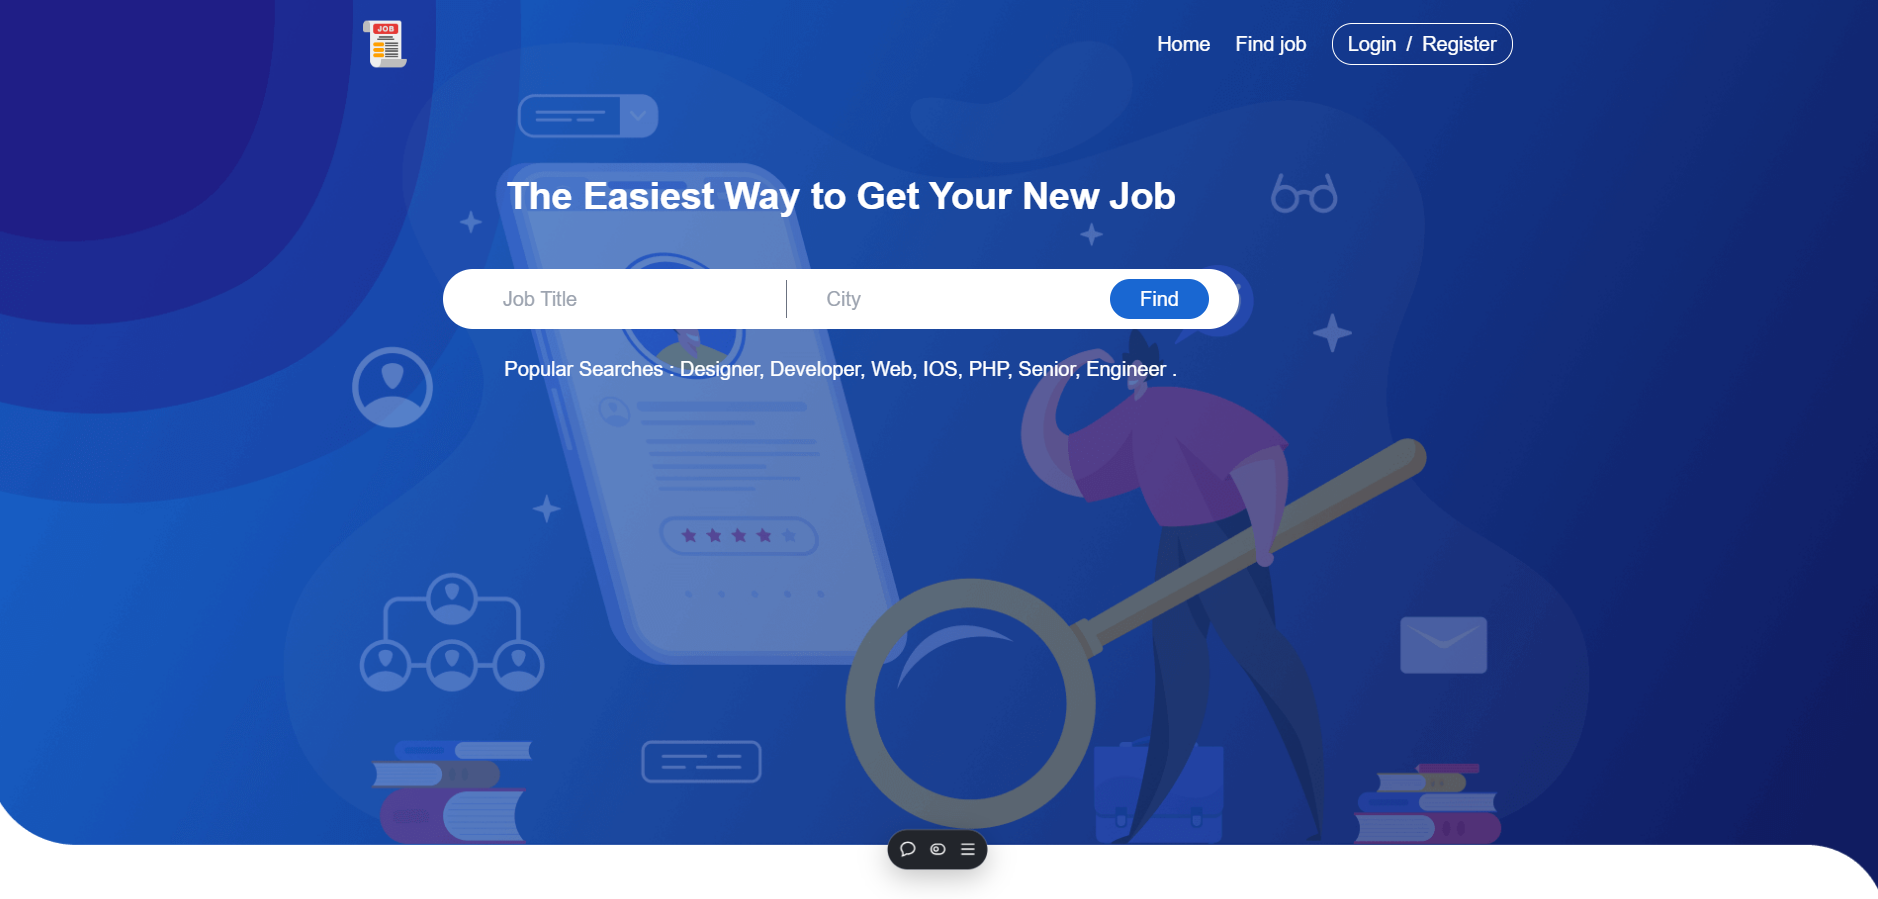 JOB
Home Find job Login / Register
The Easiest Way to Get Your New Job
Job Title City Find
Popular Searches : Designer, Developer, Web, IOS, PHP, Senior, Engineer .